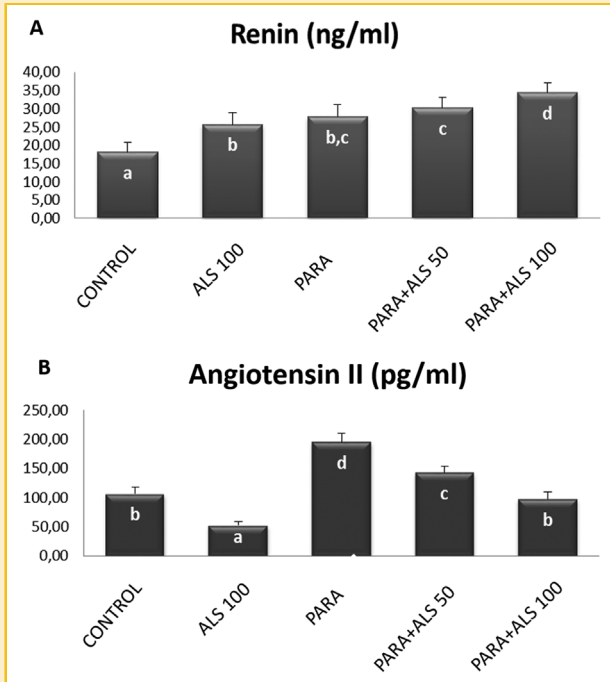 A
Renin (ng/ml)
40,00
35,00
30,00
25,00
20,00
15,00
10,00
5,00
0,00
a
b
b,c
c
d
CONTROL
ALS 100
PARA
PARA+ALS 50
PARA+ALS 100
B
Angiotensin II (pg/ml)
250,00
200,00
150,00
100,00
50,00
0,00
b
a
d
c
b
CONTROL
ALS 100
PARA
PARA+ALS 50
PARA+ALS 100